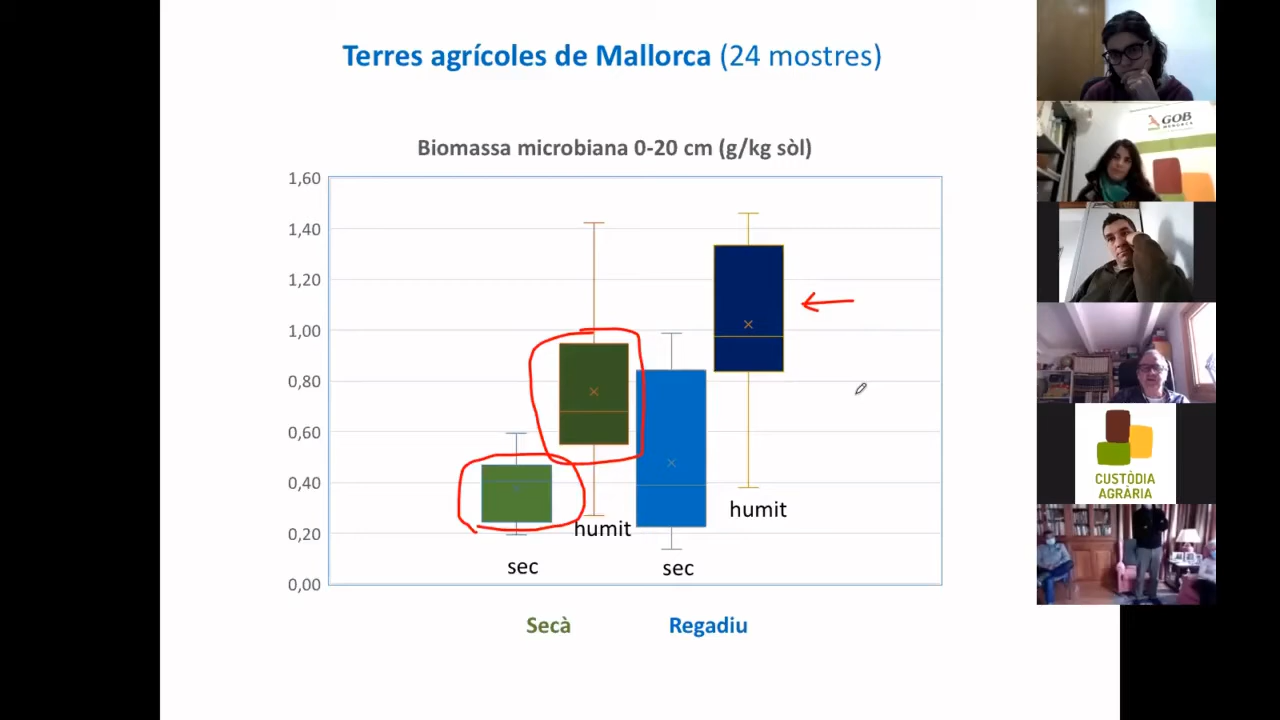 Terres agrícoles de Mallorca (24 mostres)
Biomassa microbiana 0-20 cm (g/kg sòl)
1,60
1,40
1,20
1,00
0,80
0,60
0,40
0,20
0,00
sec
humit
sec
humit
Secà
Regadiu
GOB
MENORCA
CUSTÒDIA
AGRÀRIA